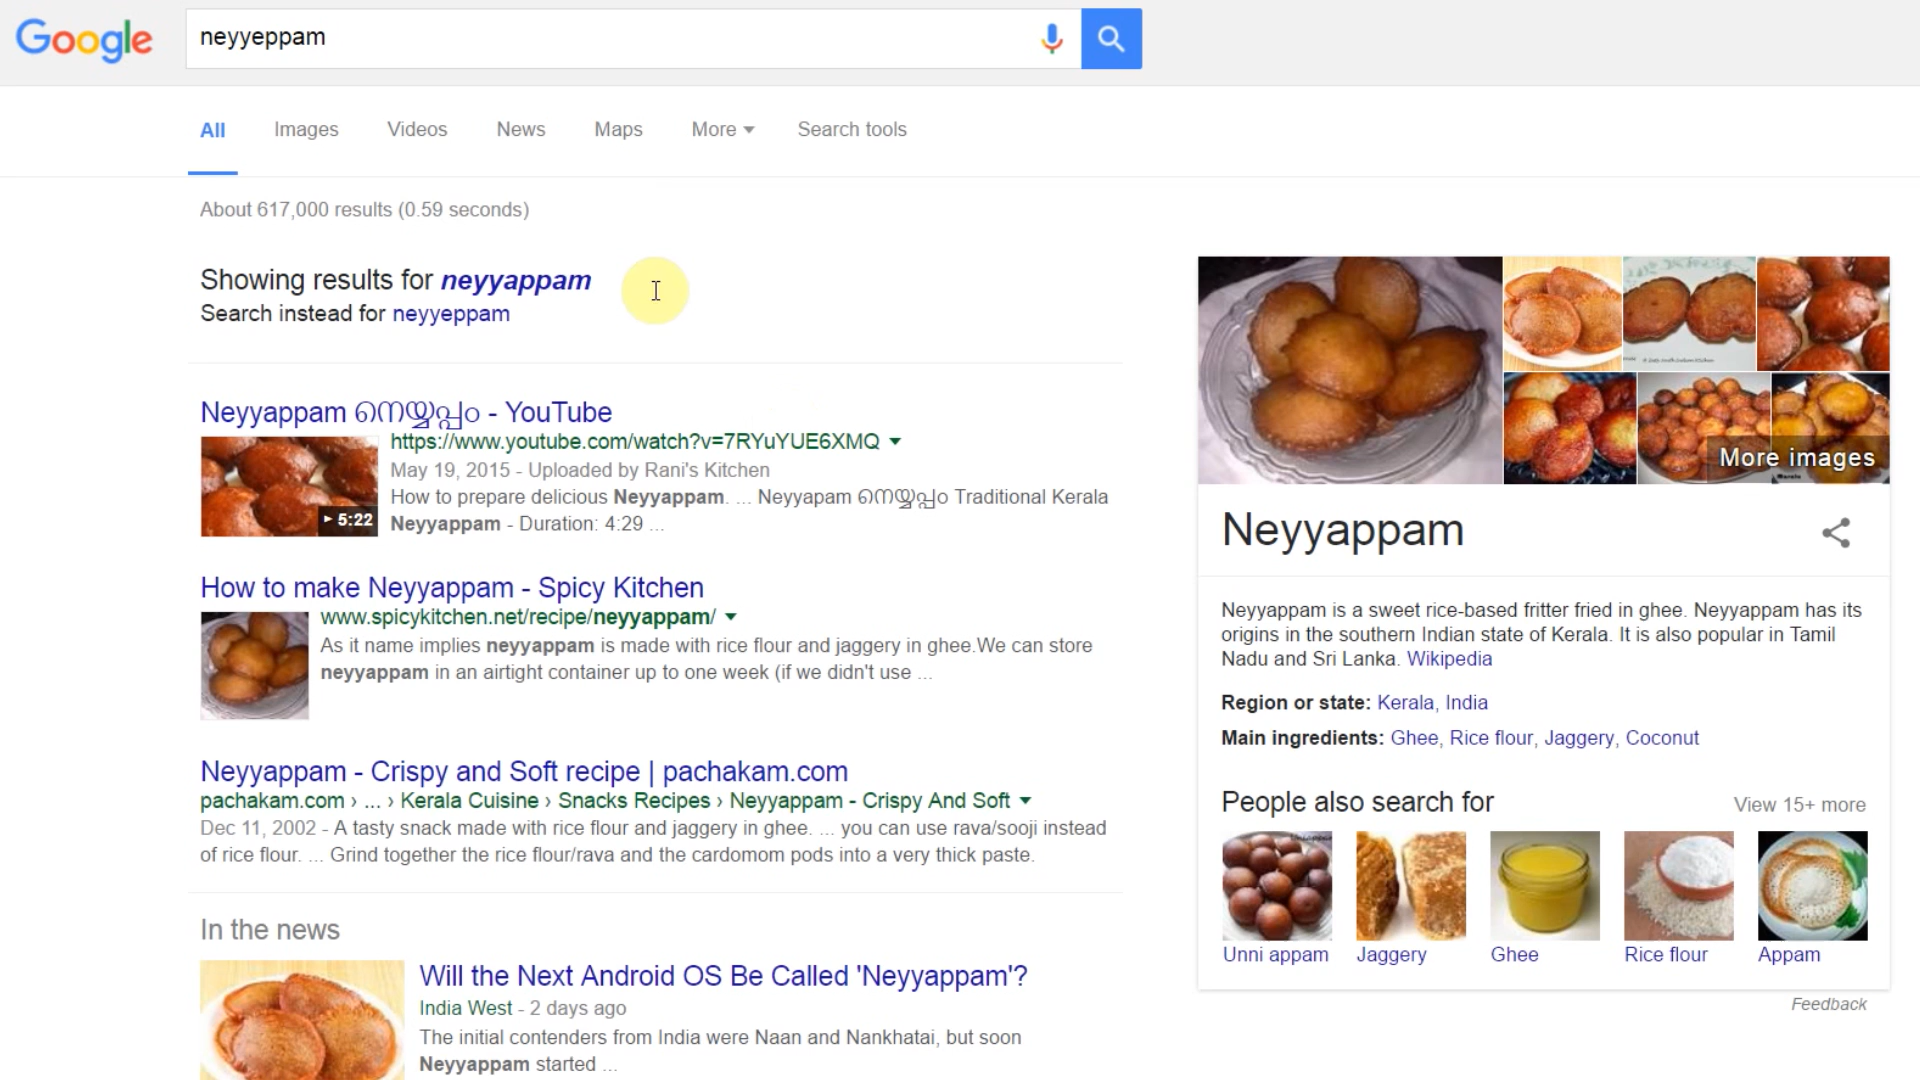 Google
neyyeppam
All Images Videos News Maps More Search tools
About 617,000 results (0.59 seconds)
Showing results for neyyappam
Search instead for neyyeppam
Neyyappam നെയ്യപ്പം - YouTube
https://www.youtube.com/watch?v=7RYuYUE6XMQ
May 19, 2015 - Uploaded by Rani's Kitchen
5:22
How to prepare delicious Neyyappam. ... Neyyapam നെയ്യപ്പം Traditional Kerala
Neyyappam - Duration: 4:29 ...
How to make Neyyappam - Spicy Kitchen
www.spicykitchen.net/recipe/neyyappam/
As it name implies neyyappam is made with rice flour and jaggery in ghee.We can store
neyyappam in an airtight container up to one week (if we didn't use ...
Neyyappam - Crispy and Soft recipe | pachakam.com
pachakam.com › ... › Kerala Cuisine › Snacks Recipes › Neyyappam - Crispy And Soft
Dec 11, 2002 - A tasty snack made with rice flour and jaggery in ghee. ... you can use rava/sooji instead
of rice flour. ... Grind together the rice flour/rava and the cardomom pods into a very thick paste.
In the news
Will the Next Android OS Be Called 'Neyyappam'?
India West - 2 days ago
The initial contenders from India were Naan and Nankhatai, but soon
Neyyappam started ...
More images
Neyyappam
Neyyappam is a sweet rice-based fritter fried in ghee. Neyyappam has its
origins in the southern Indian state of Kerala. It is also popular in Tamil
Nadu and Sri Lanka. Wikipedia
Region or state: Kerala, India
Main ingredients: Ghee, Rice flour, Jaggery, Coconut
People also search for
View 15+ more
Unni appam Jaggery Ghee Rice flour Appam
Feedback